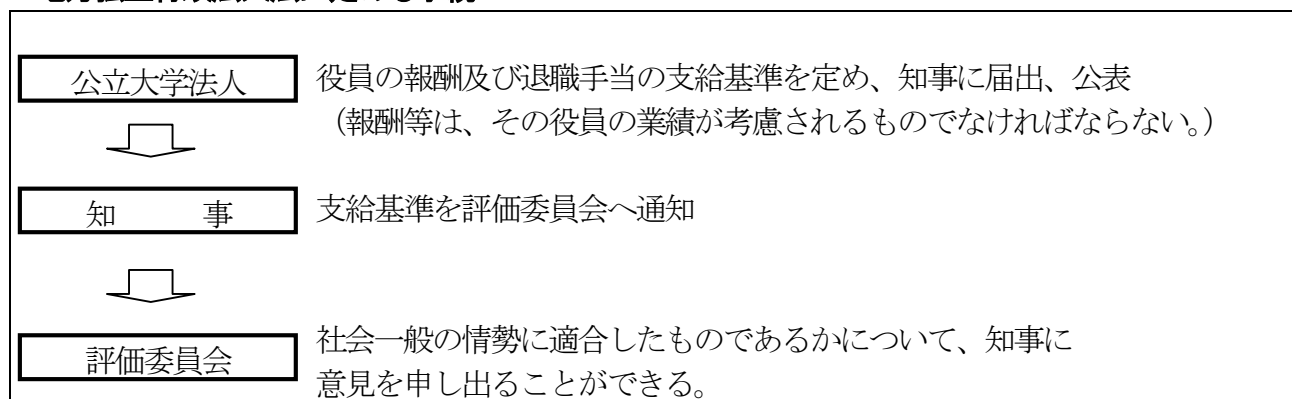 公立大学法人 役員の報酬及び退職手当の支給基準を定め、知事に届出、公表
（報酬等は、その役員の業績が考慮されるものでなければならない。）
知　　事 支給基準を評価委員会へ通知
評価委員会 社会一般の情勢に適合したものであるかについて、知事に
意見を申し出ることができる。